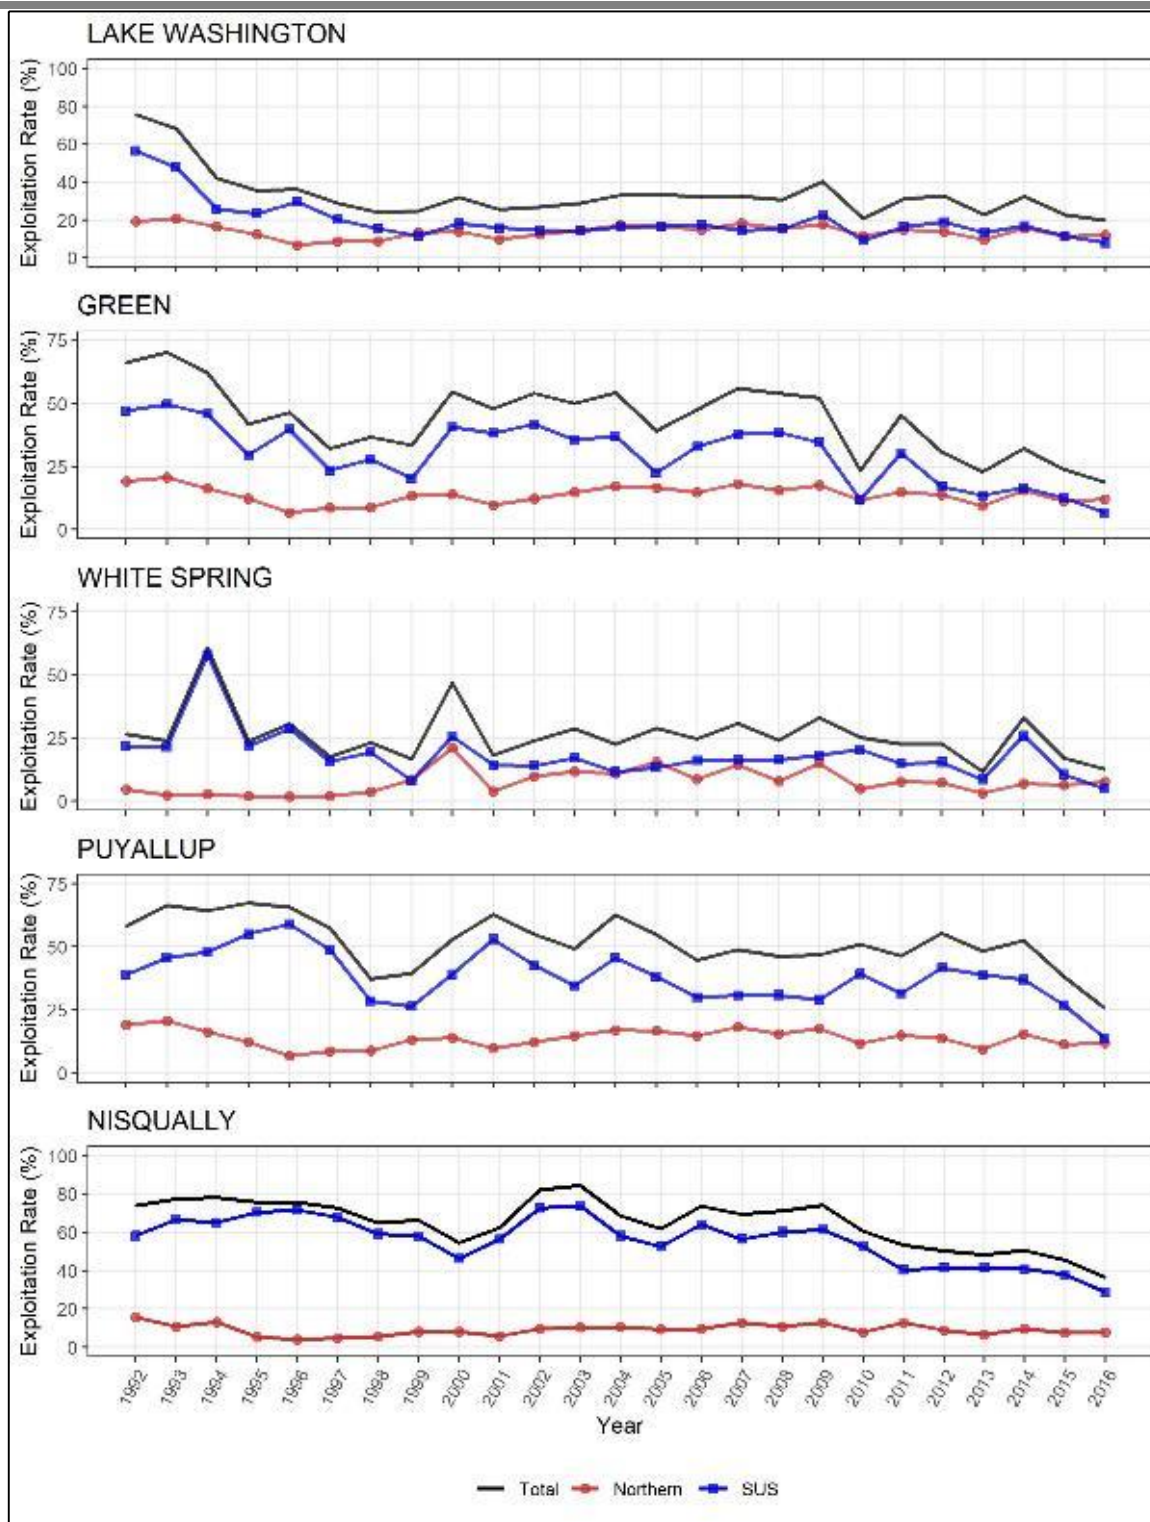 LAKE WASHINGTON
Exploitation Rate (%)
100
80
60
40
20
0
GREEN
Exploitation Rate (%)
75
50
25
0
WHITE SPRING
Exploitation Rate (%)
75
50
25
0
PUYALLUP
Exploitation Rate (%)
75
50
25
0
NISQUALLY
Exploitation Rate (%)
100
80
60
40
20
0
1992 1993 1994 1995 1996 1997 1998 1999 2000 2001 2002 2003 2004 2005 2006 2007 2008 2009 2010 2011 2012 2013 2014 2015 2016
Year
Total Northern SUS